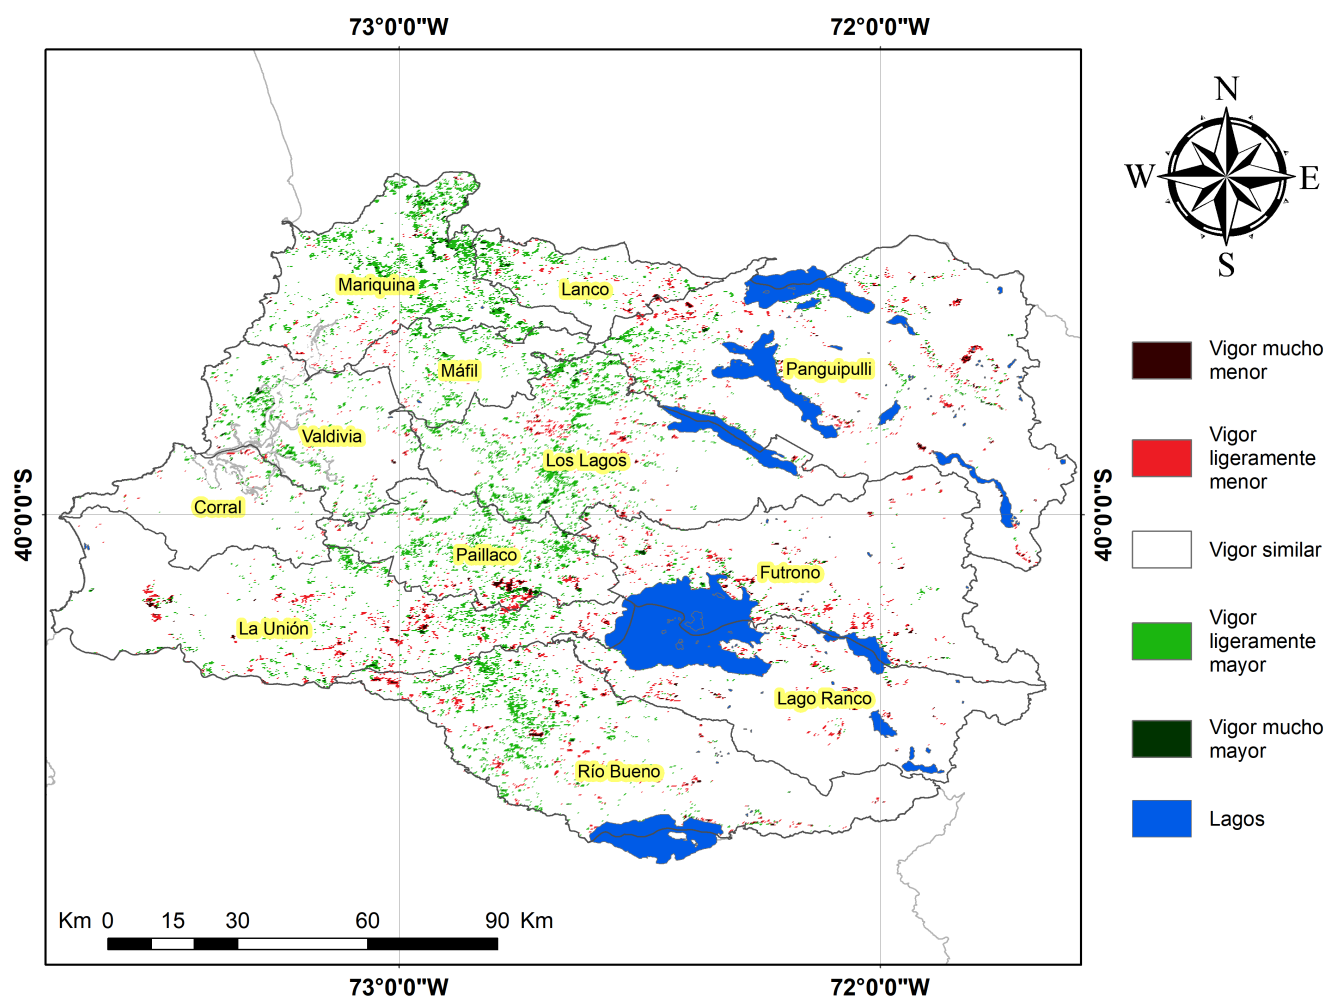 73°0'0"W
72°0'0"W
N
W
E
S
Mariquina
Lanco
Máfil
Panguipulli
Valdivia
Los Lagos
Corral
Paillaco
Futrono
La Unión
Lago Ranco
Río Bueno
40°0'0"S
40°0'0"S
Vigor mucho
menor
Vigor
ligeramente
menor
Vigor similar
Vigor
ligeramente
mayor
Vigor mucho
mayor
Lagos
Km 0 15 30 60 90 Km
73°0'0"W
72°0'0"W